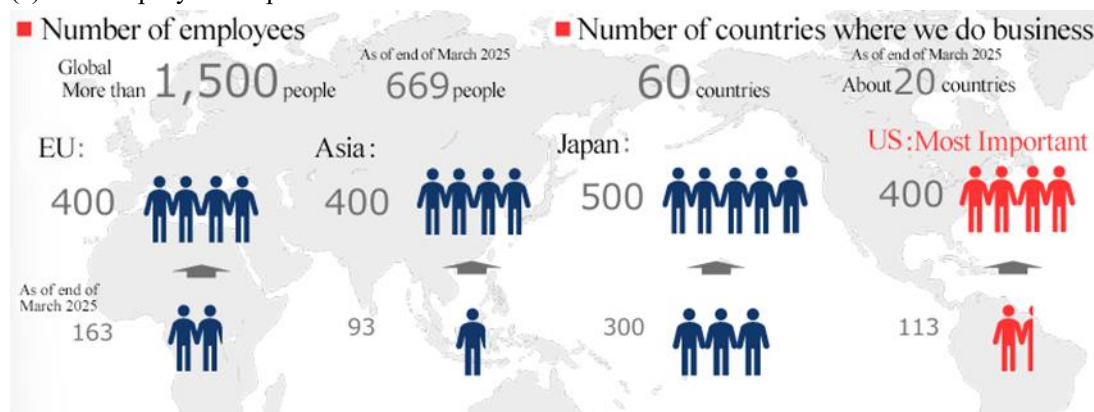 ■ Number of employees
Global
More than 1,500 people
As of end of March 2025
669 people
■ Number of countries where we do business
60 countries
As of end of March 2025
About 20 countries
EU:
400
Asia:
400
Japan:
500
US:Most Important
400
As of end of
March 2025
163
93
300
113